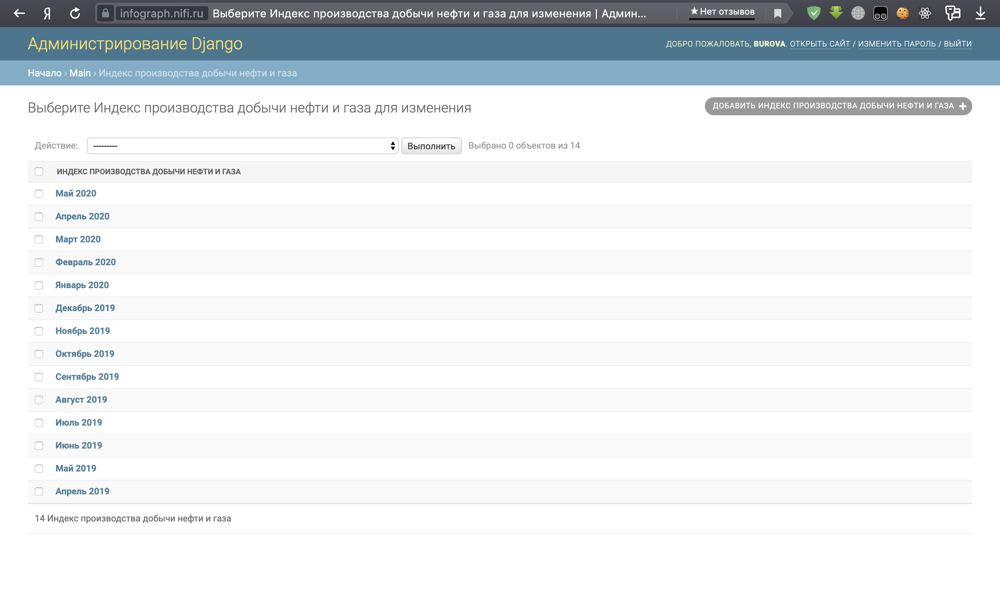 Я infograph.nifi.ru Выберите Индекс производства добычи нефти и газа для изменения | Админ... ★ Нет отзывов
Администрирование Django
ДОБРО ПОЖАЛОВАТЬ, BUROVA. ОТКРЫТЬ САЙТ / ИЗМЕНИТЬ ПАРОЛЬ / ВЫЙТИ
Начало › Main › Индекс производства добычи нефти и газа
Выберите Индекс производства добычи нефти и газа для изменения
ДОБАВИТЬ ИНДЕКС ПРОИЗВОДСТВА ДОБЫЧИ НЕФТИ И ГАЗА +
Действие: --------- Выполнить Выбрано 0 объектов из 14
ИНДЕКС ПРОИЗВОДСТВА ДОБЫЧИ НЕФТИ И ГАЗА
Май 2020
Апрель 2020
Март 2020
Февраль 2020
Январь 2020
Декабрь 2019
Ноябрь 2019
Октябрь 2019
Сентябрь 2019
Август 2019
Июль 2019
Июнь 2019
Май 2019
Апрель 2019
14 Индекс производства добычи нефти и газа